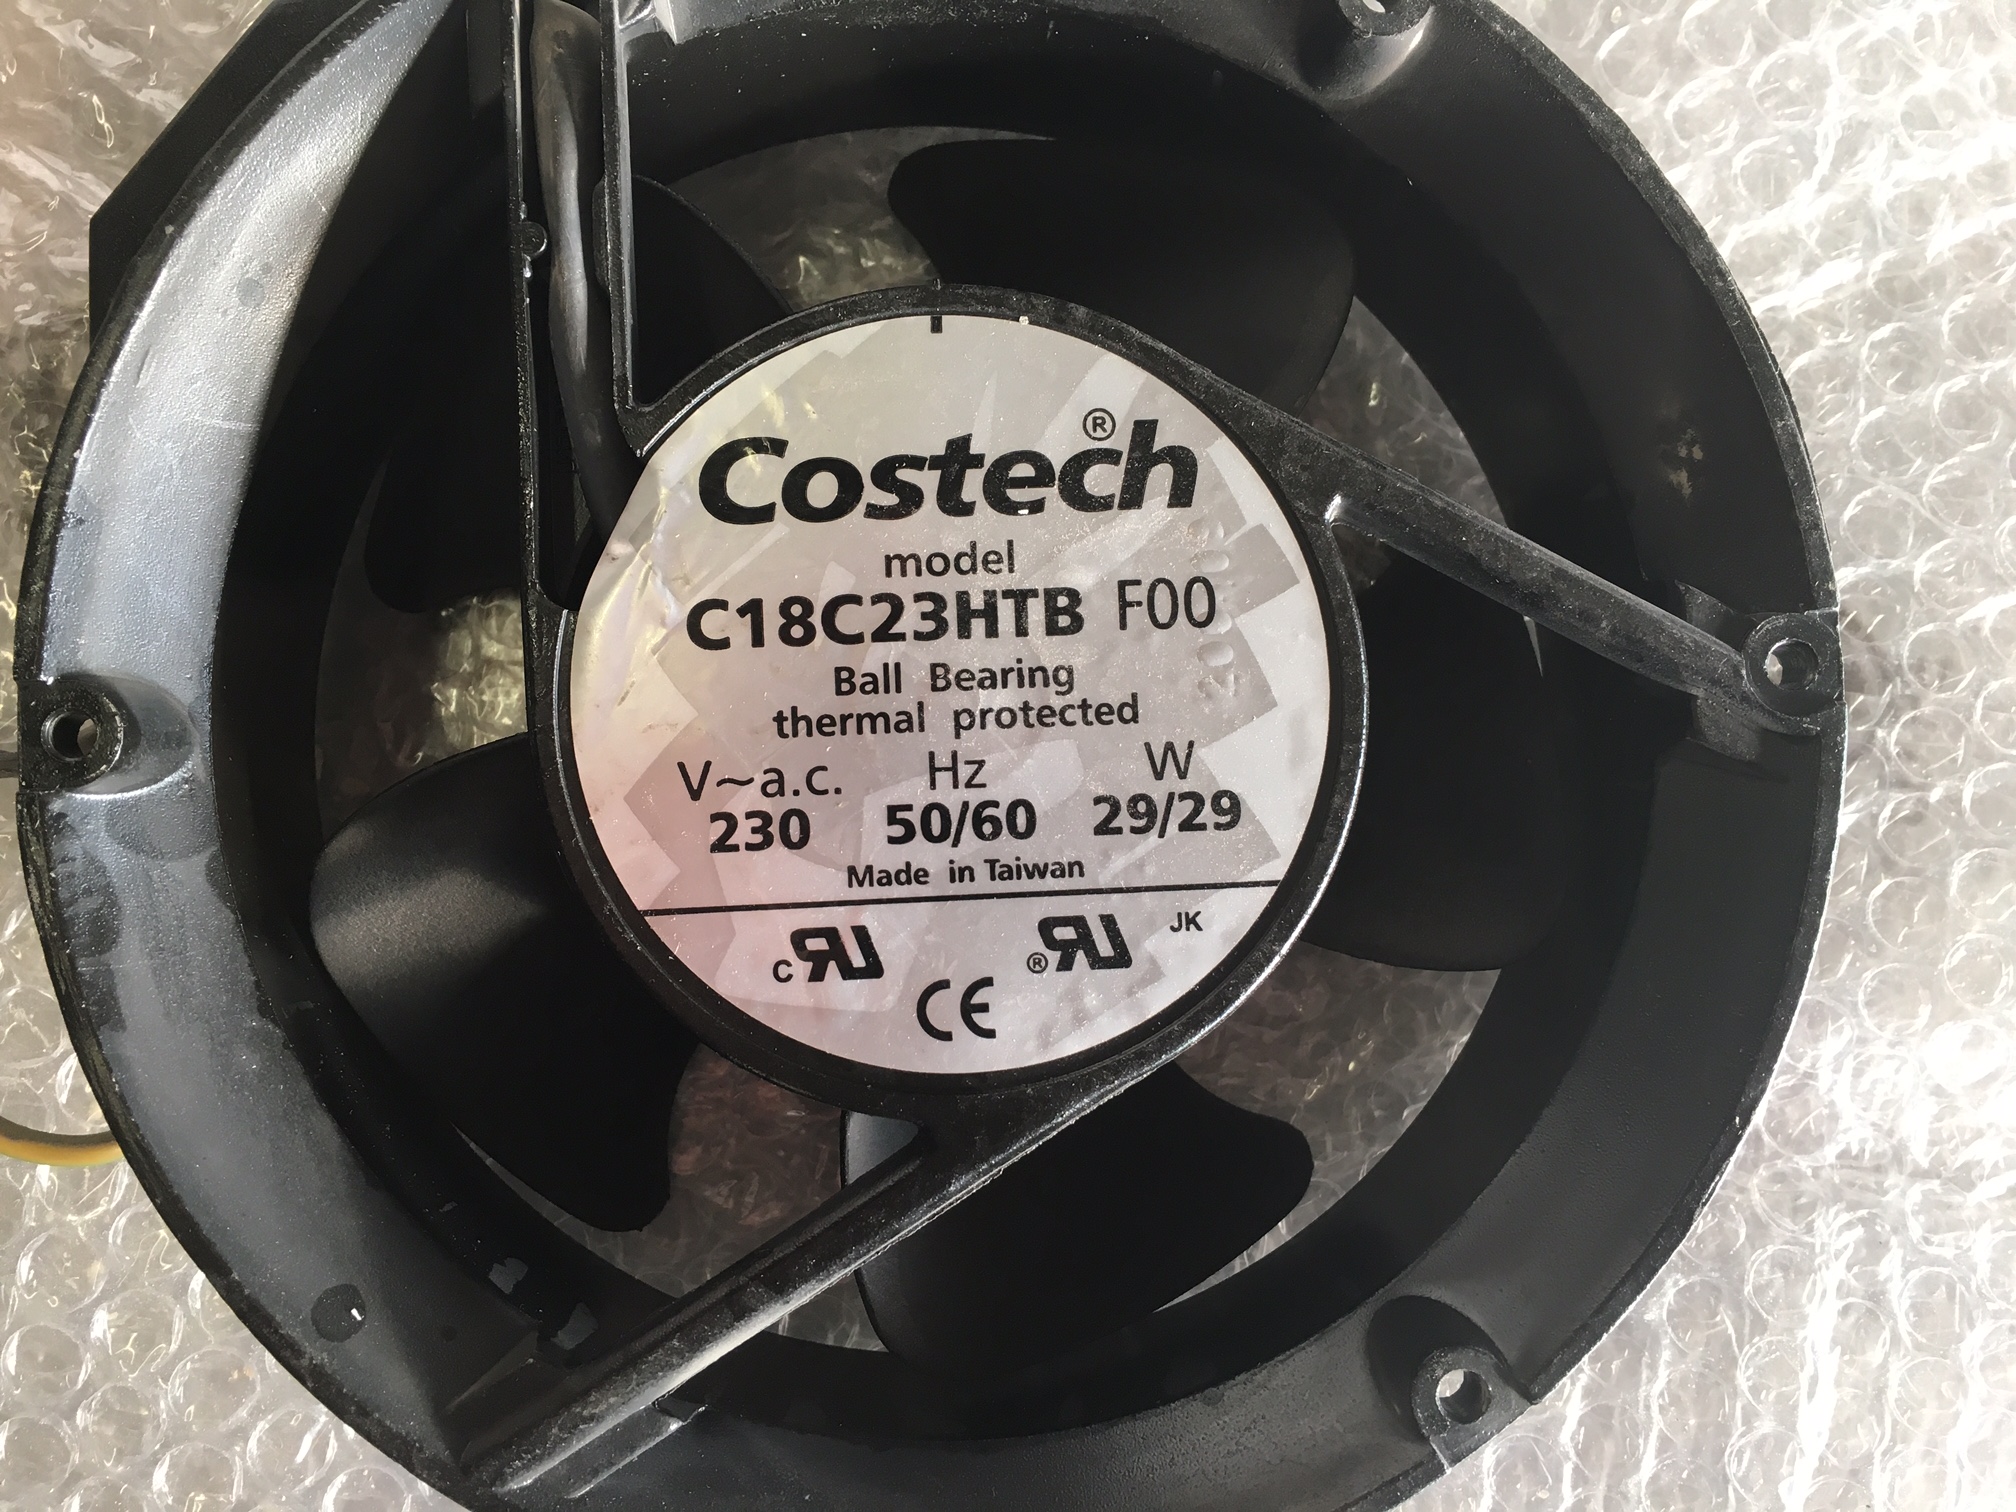 Costech®
model
C18C23HTB F00
Ball Bearing
thermal protected
V~a.c. Hz W
230 50/60 29/29
Made in Taiwan
c RU ® RU JK
CE